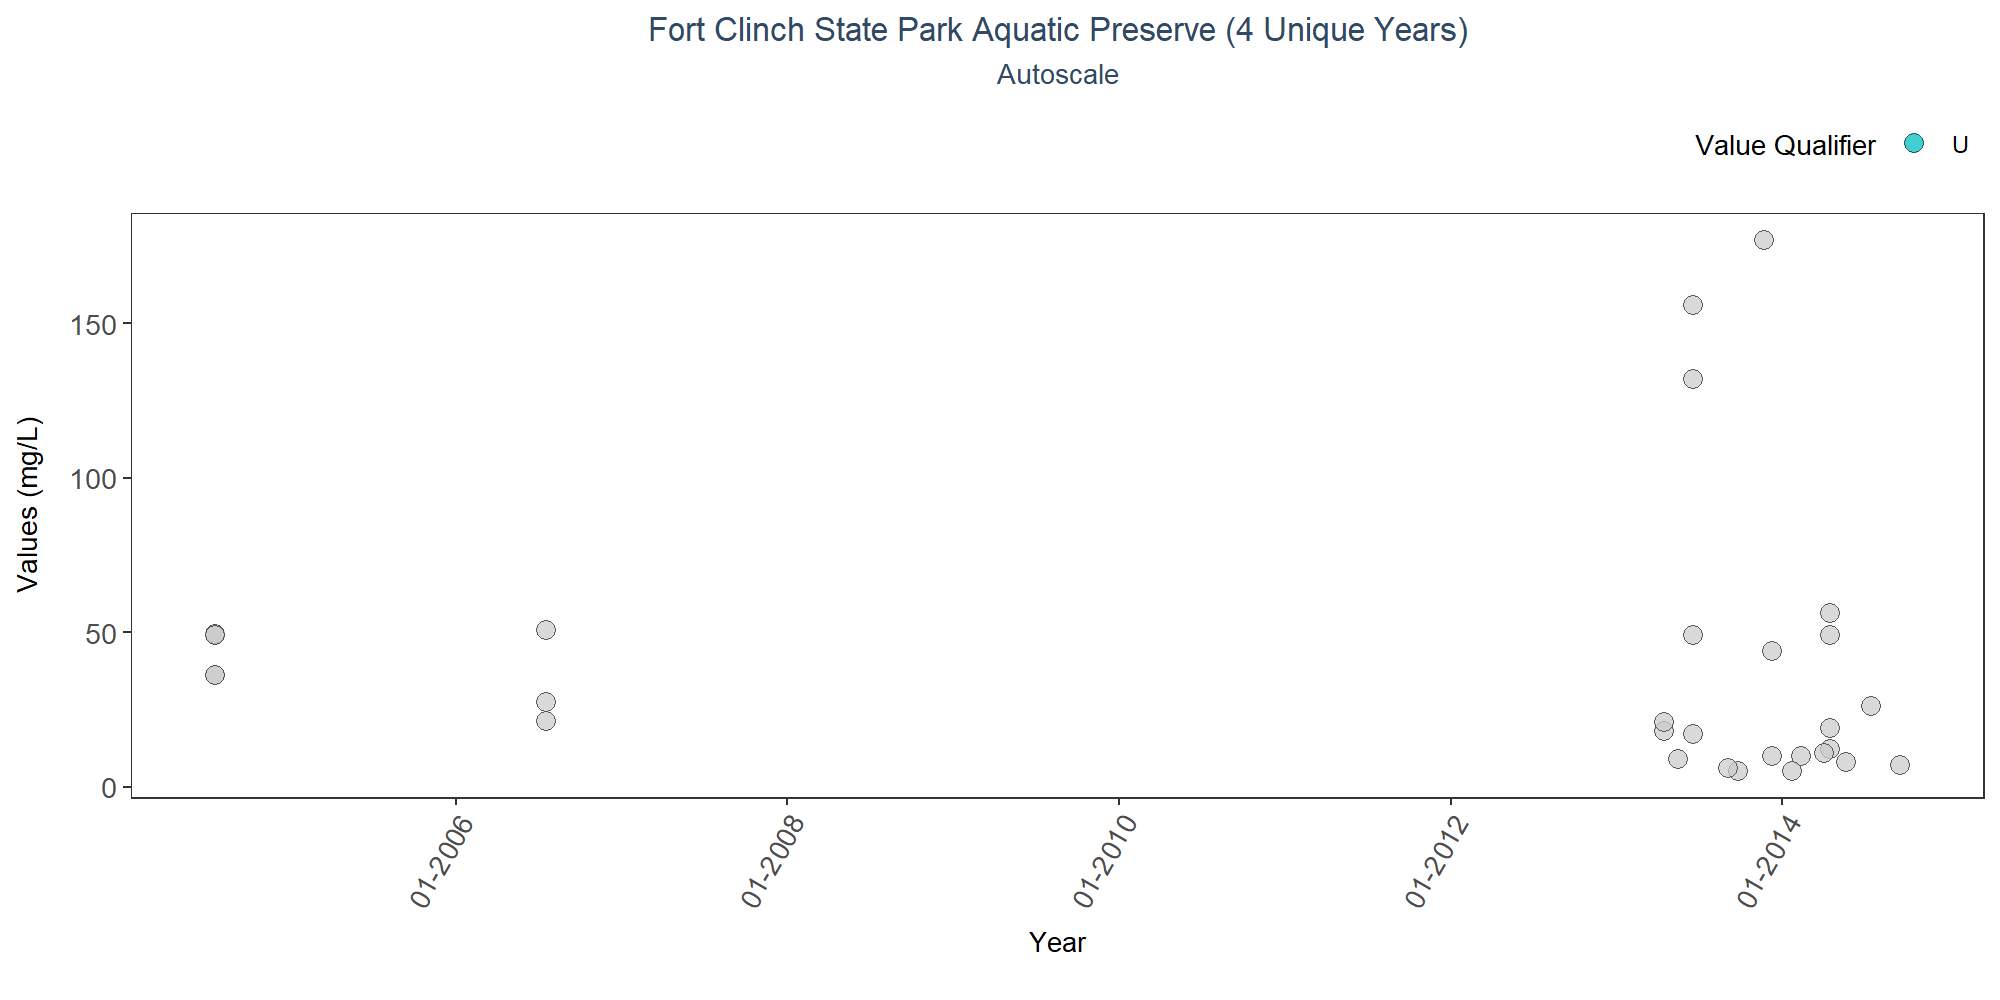 Fort Clinch State Park Aquatic Preserve (4 Unique Years)
Autoscale
Value Qualifier U
Values (mg/L)
150
100
50
0
01-2006 01-2008 01-2010 01-2012 01-2014
Year